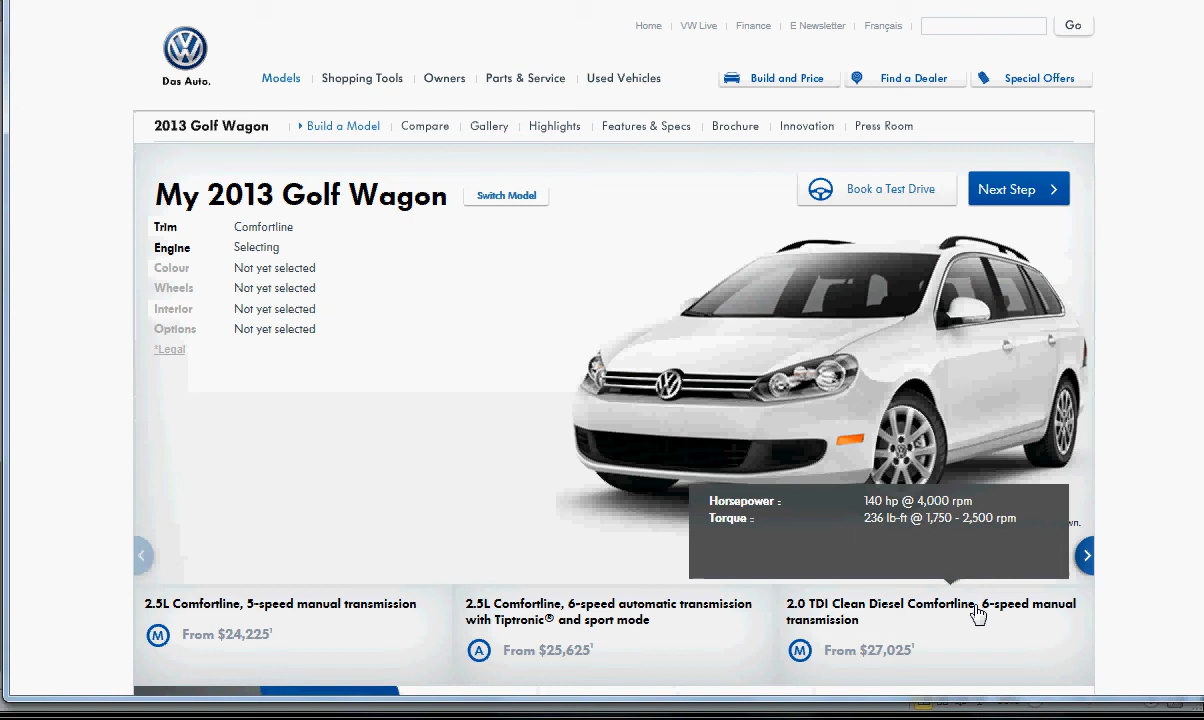 Home VW Live Finance E Newsletter Français Go
Das Auto.
Models Shopping Tools Owners Parts & Service Used Vehicles Build and Price Find a Dealer Special Offers
2013 Golf Wagon Build a Model Compare Gallery Highlights Features & Specs Brochure Innovation Press Room
My 2013 Golf Wagon Switch Model Book a Test Drive Next Step
Trim Comfortline
Engine Selecting
Colour Not yet selected
Wheels Not yet selected
Interior Not yet selected
Options Not yet selected
*Legal
Horsepower : 140 hp @ 4,000 rpm
Torque : 236 lb-ft @ 1,750 - 2,500 rpm
2.5L Comfortline, 5-speed manual transmission
M From $24,225¹
2.5L Comfortline, 6-speed automatic transmission
with Tiptronic® and sport mode
A From $25,625¹
2.0 TDI Clean Diesel Comfortline, 6-speed manual
transmission
M From $27,025¹